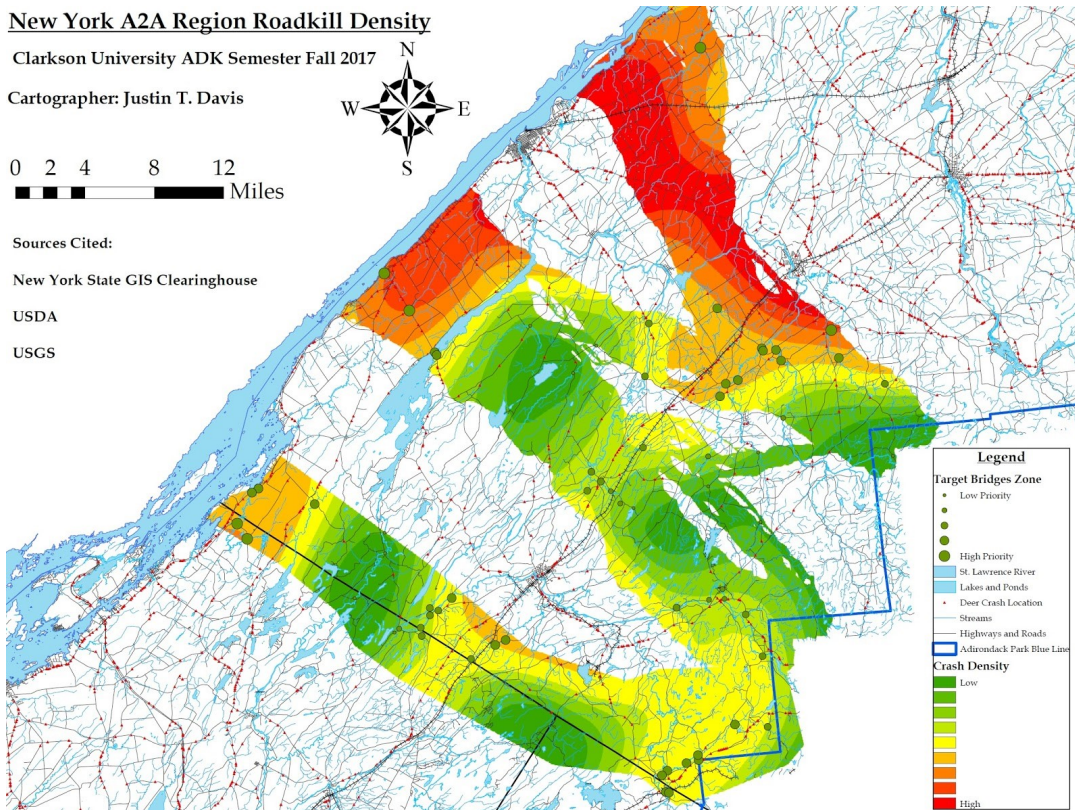 New York A2A Region Roadkill Density
Clarkson University ADK Semester Fall 2017
Cartographer: Justin T. Davis
N
W
E
S
0 2 4 8 12
Miles
Sources Cited:
New York State GIS Clearinghouse
USDA
USGS
Legend
Target Bridges Zone
Low Priority
High Priority
St. Lawrence River
Lakes and Ponds
Deer Crash Location
Streams
Highways and Roads
Adirondack Park Blue Line
Crash Density
Low
High